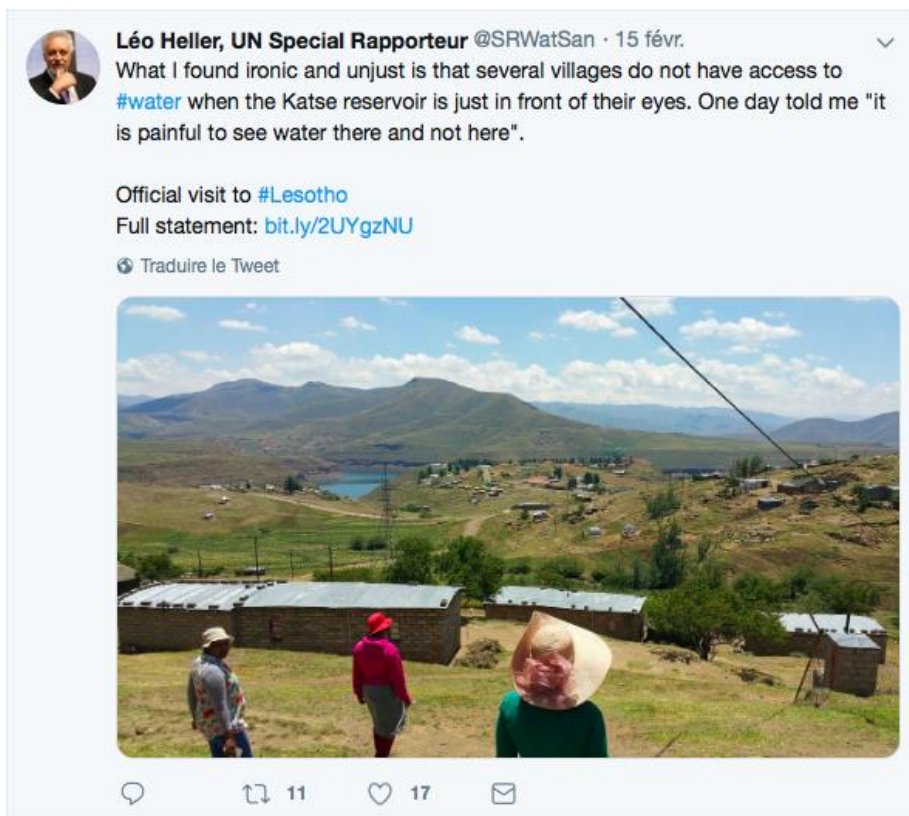 Léo Heller, UN Special Rapporteur @SRWatSan · 15 févr.
What I found ironic and unjust is that several villages do not have access to
#water when the Katse reservoir is just in front of their eyes. One day told me "it
is painful to see water there and not here".
Official visit to #Lesotho
Full statement: bit.ly/2UYgzNU
Traduire le Tweet
11 17